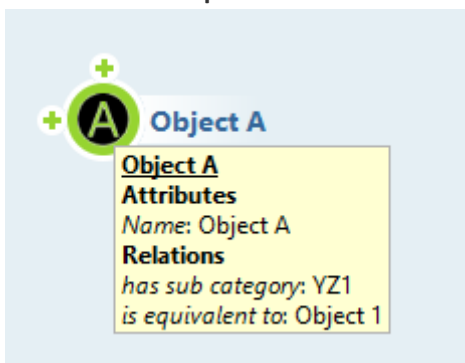 A Object A
Object A
Attributes
Name: Object A
Relations
has sub category: YZ1
is equivalent to: Object 1